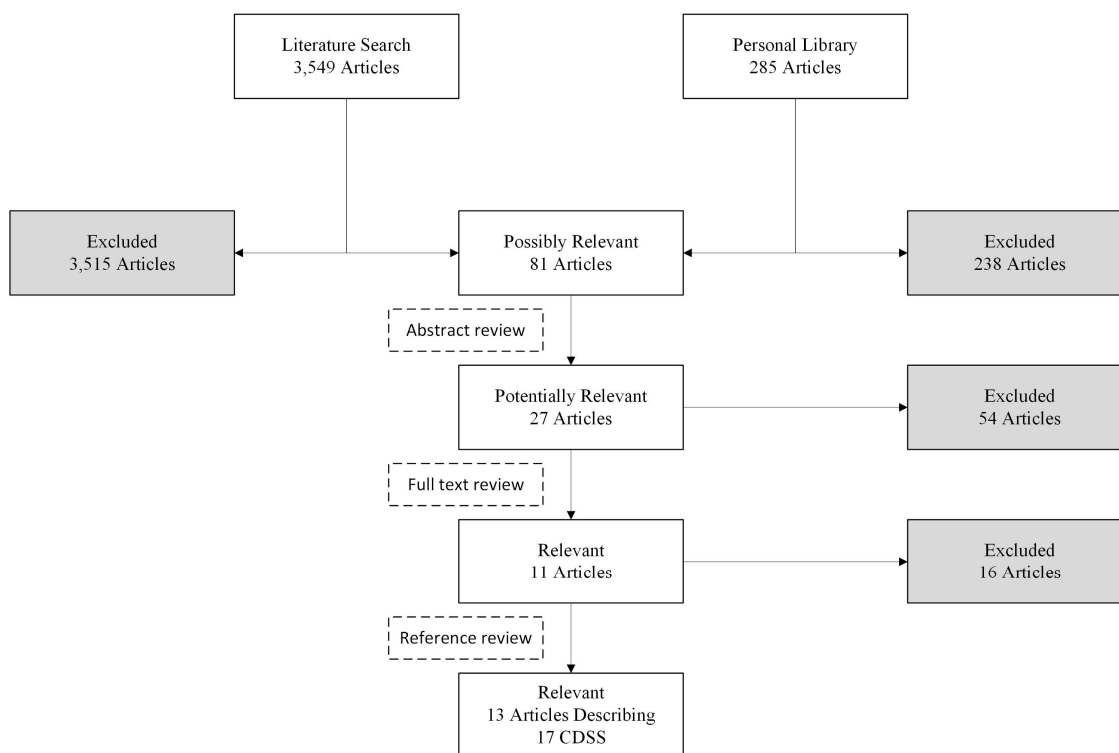 Literature Search
3,549 Articles
Personal Library
285 Articles
Excluded
3,515 Articles
Possibly Relevant
81 Articles
Excluded
238 Articles
Abstract review
Potentially Relevant
27 Articles
Excluded
54 Articles
Full text review
Relevant
11 Articles
Excluded
16 Articles
Reference review
Relevant
13 Articles Describing
17 CDSS